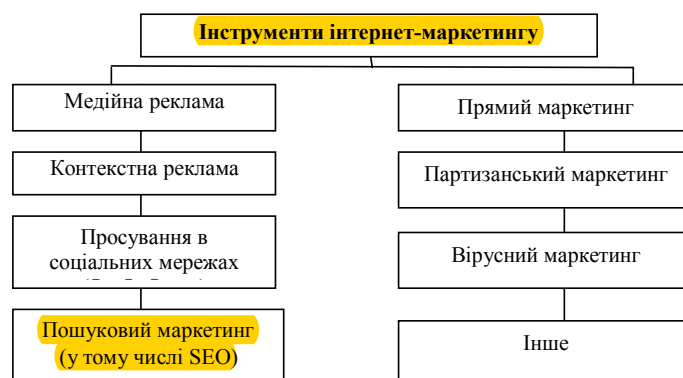 Інструменти інтернет-маркетингу
Медійна реклама
Контекстна реклама
Просування в
соціальних мережах
Пошуковий маркетинг
(у тому числі SEO)
Прямий маркетинг
Партизанський маркетинг
Вірусний маркетинг
Інше